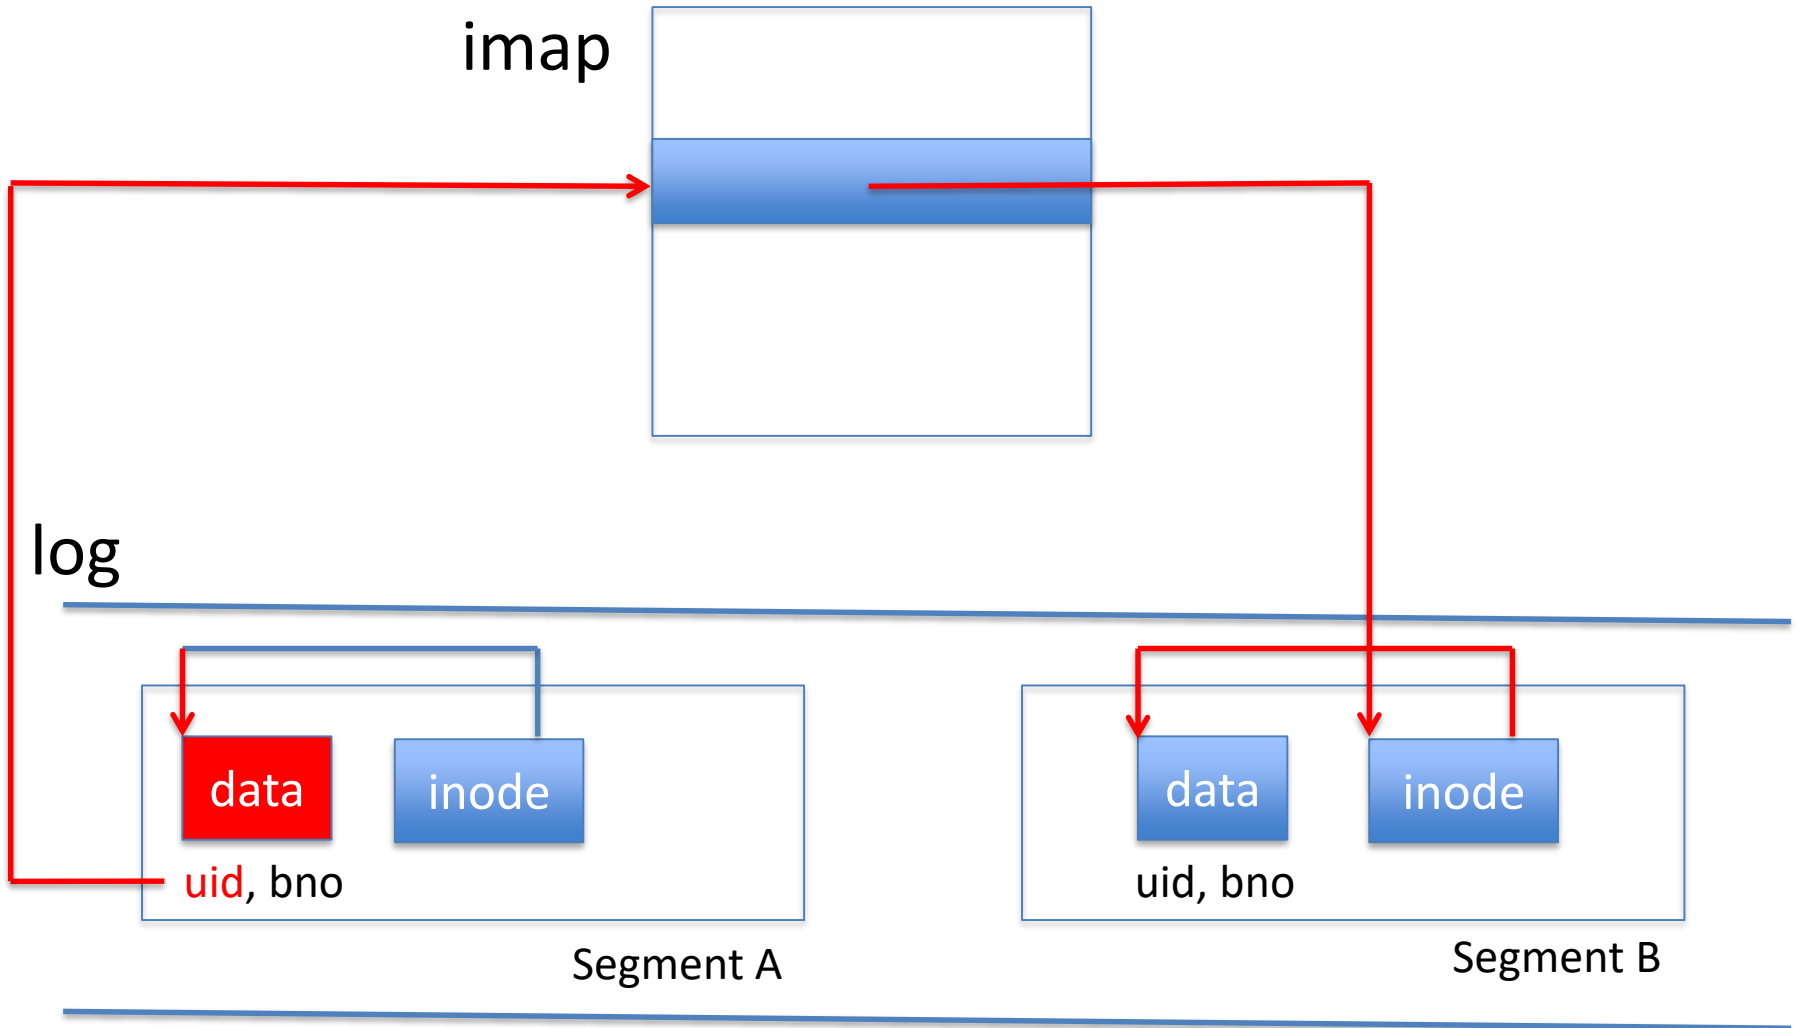 imap
log
data
inode
data
inode
uid, bno
uid, bno
Segment A
Segment B